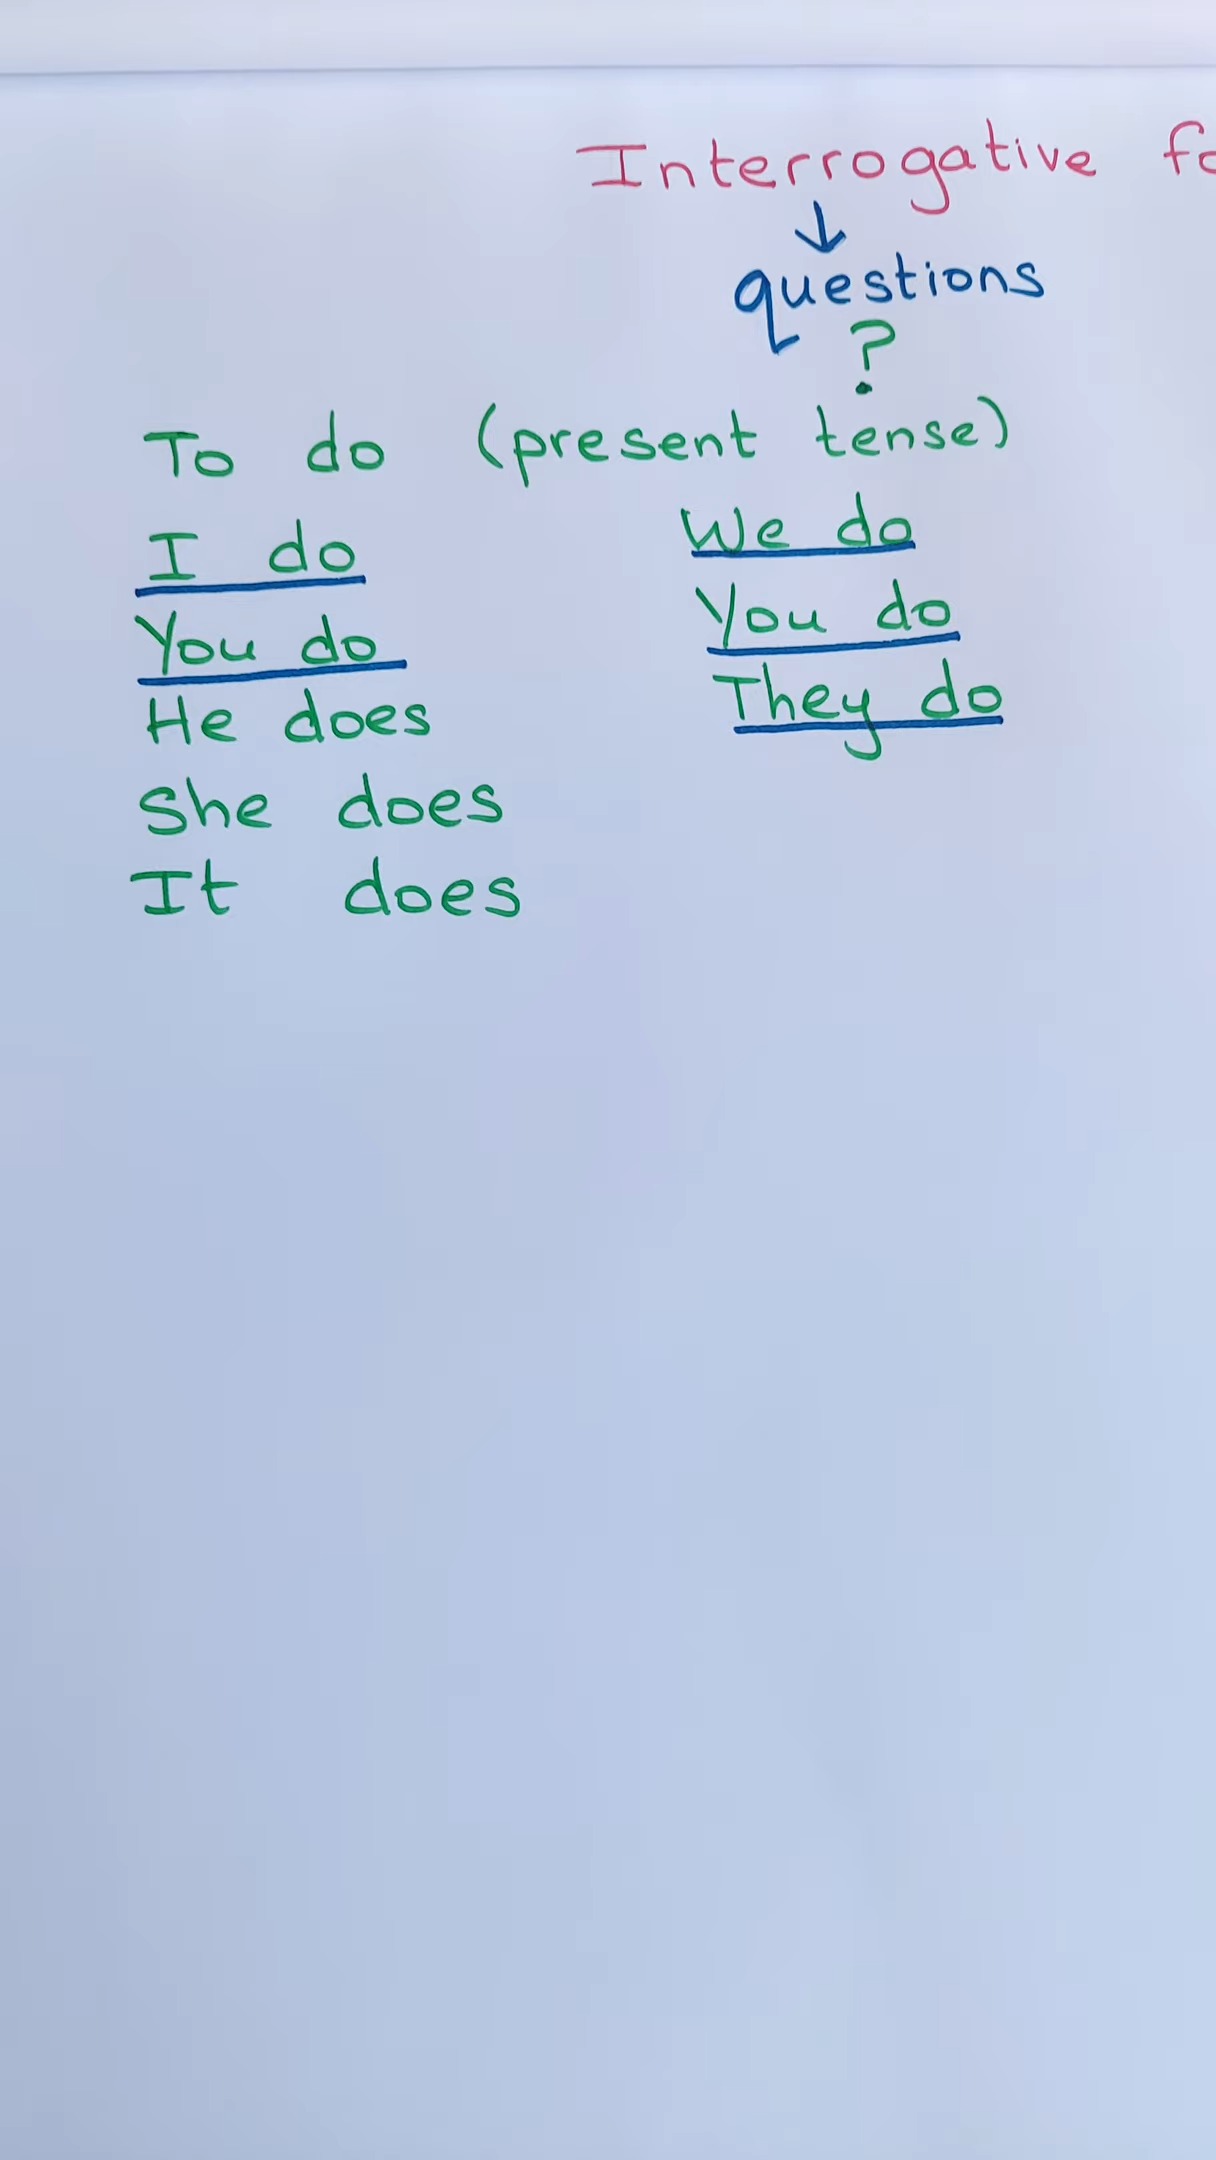 Interrogative
↓
questions
?
To do (present tense)
I do
You do
He does
She does
It does
We do
You do
They do